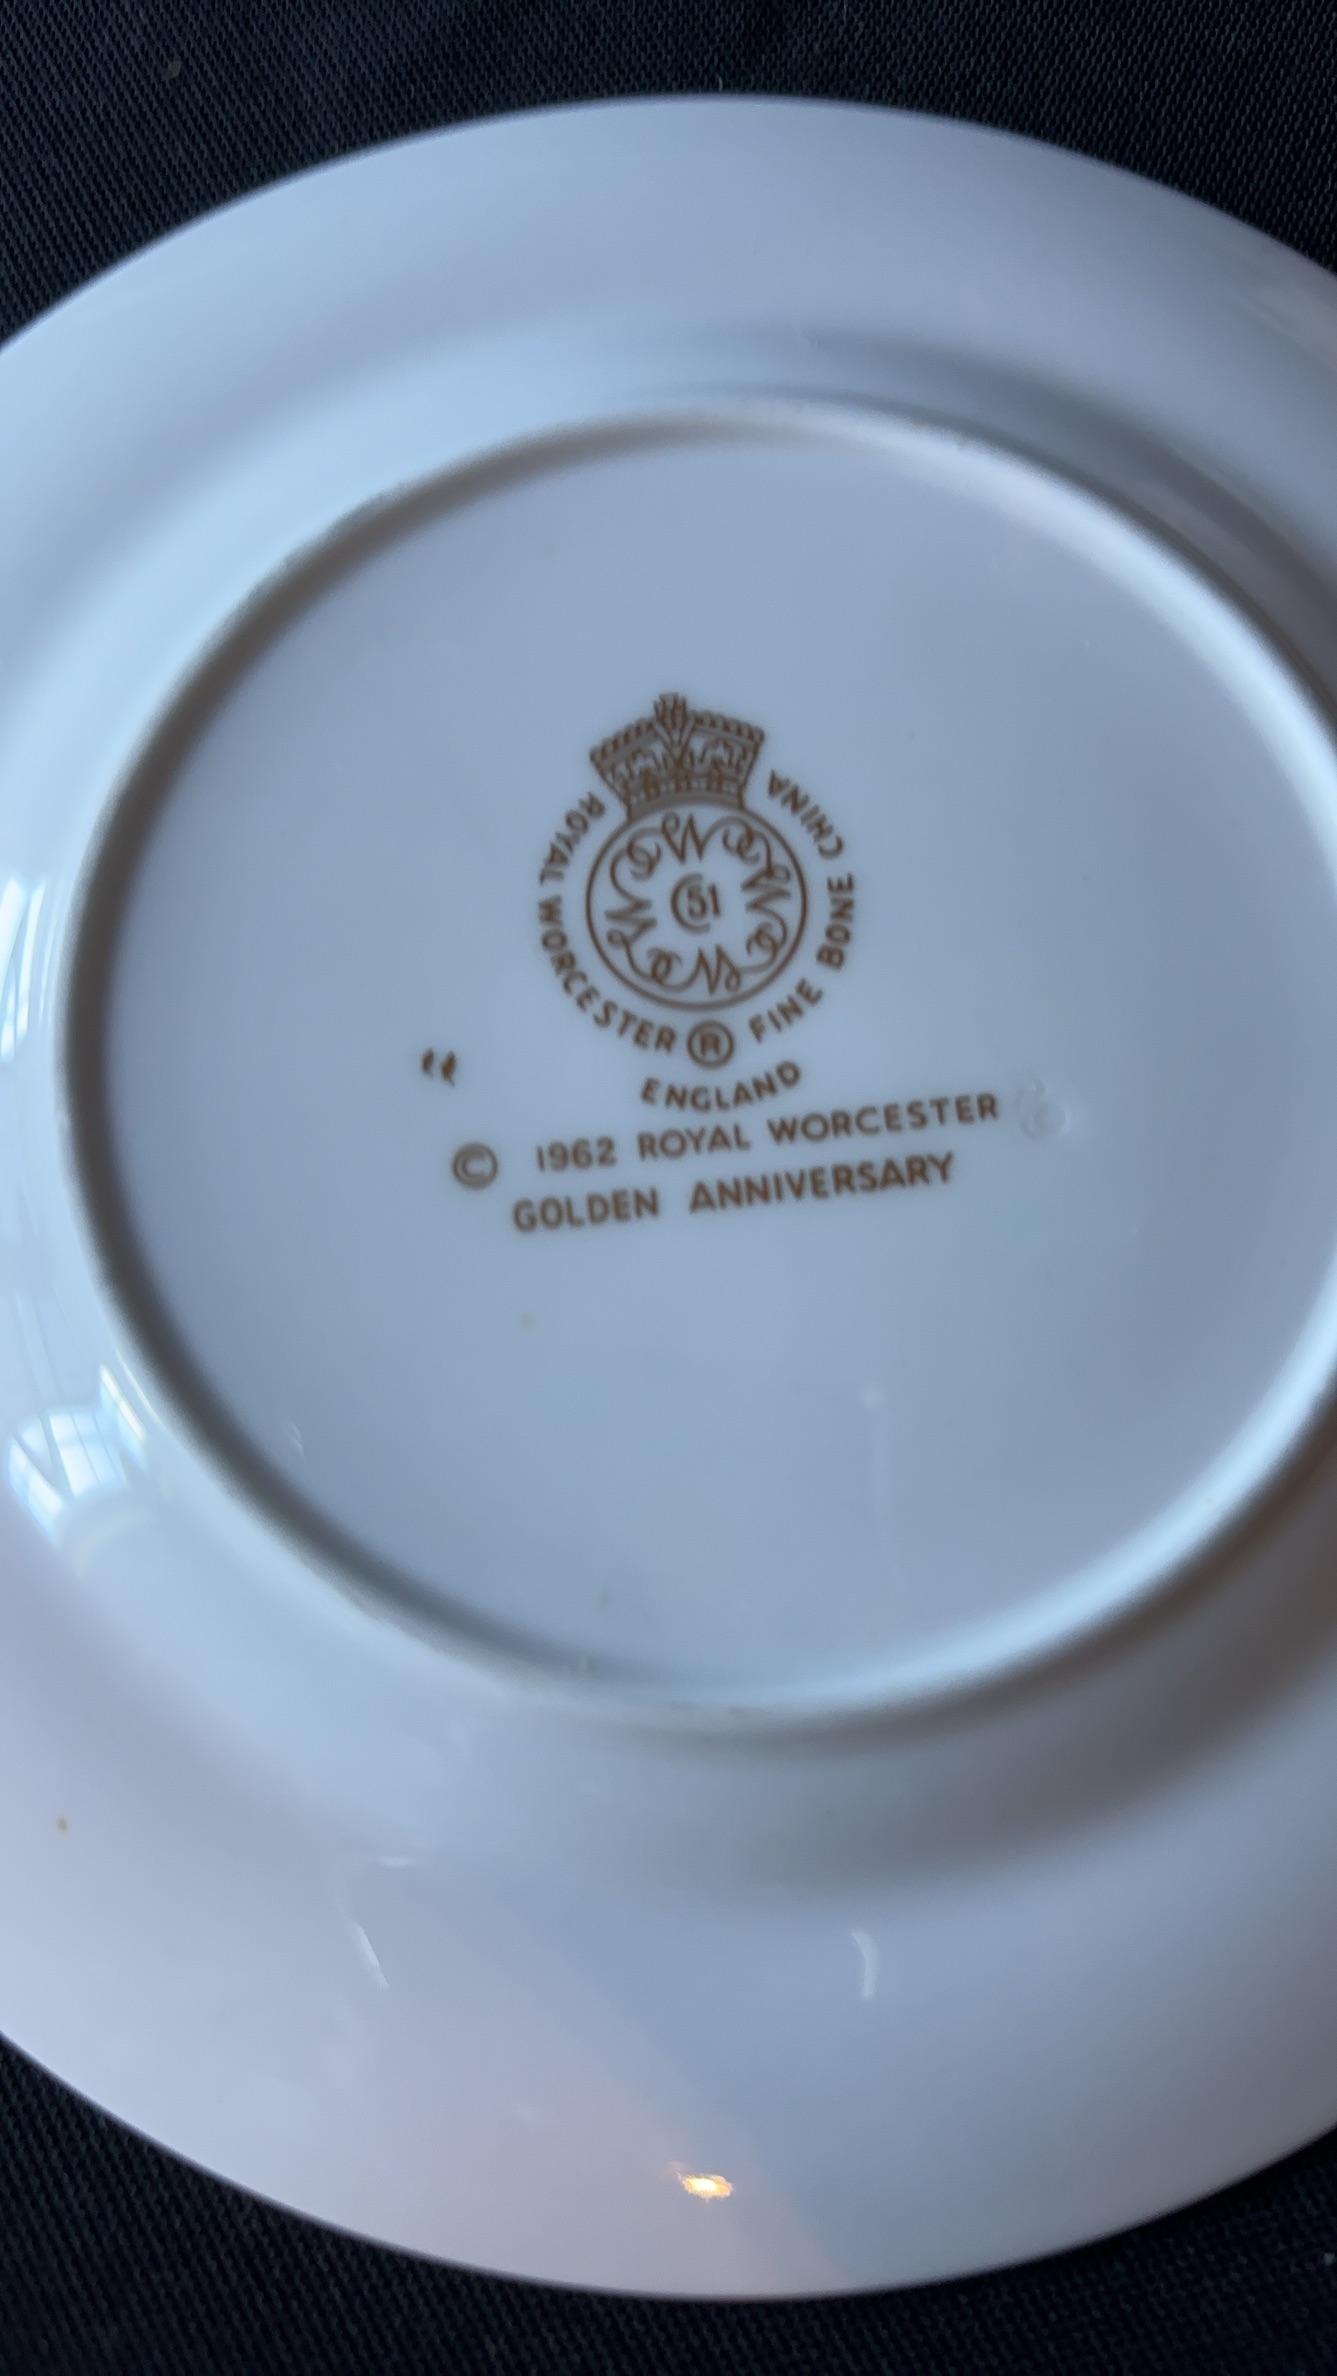 ROYAL WORCESTER ® FINE BONE CHINA
51
ENGLAND
© 1962 ROYAL WORCESTER
GOLDEN ANNIVERSARY